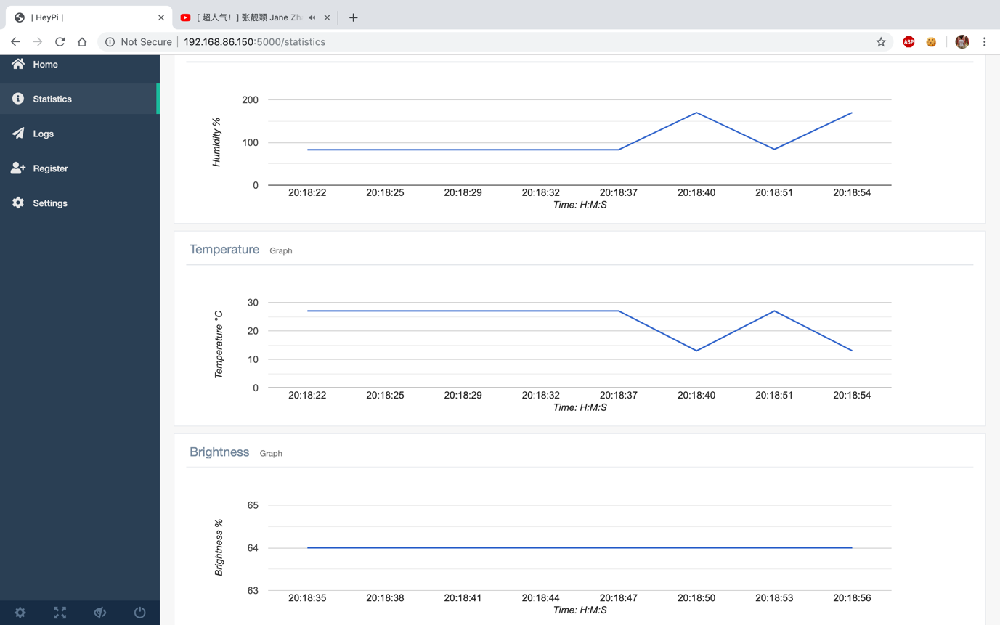 | HeyPi |
[ 超人气！] 张靓颖 Jane Zh
Not Secure
192.168.86.150:5000/statistics
ABP
Home
Statistics
Logs
Register
Settings
200
100
0
Humidity %
20:18:22 20:18:25 20:18:29 20:18:32 20:18:37 20:18:40 20:18:51 20:18:54
Time: H:M:S
Temperature Graph
30
20
10
0
Temperature °C
20:18:22 20:18:25 20:18:29 20:18:32 20:18:37 20:18:40 20:18:51 20:18:54
Time: H:M:S
Brightness Graph
65
64
63
Brightness %
20:18:35 20:18:38 20:18:41 20:18:44 20:18:47 20:18:50 20:18:53 20:18:56
Time: H:M:S